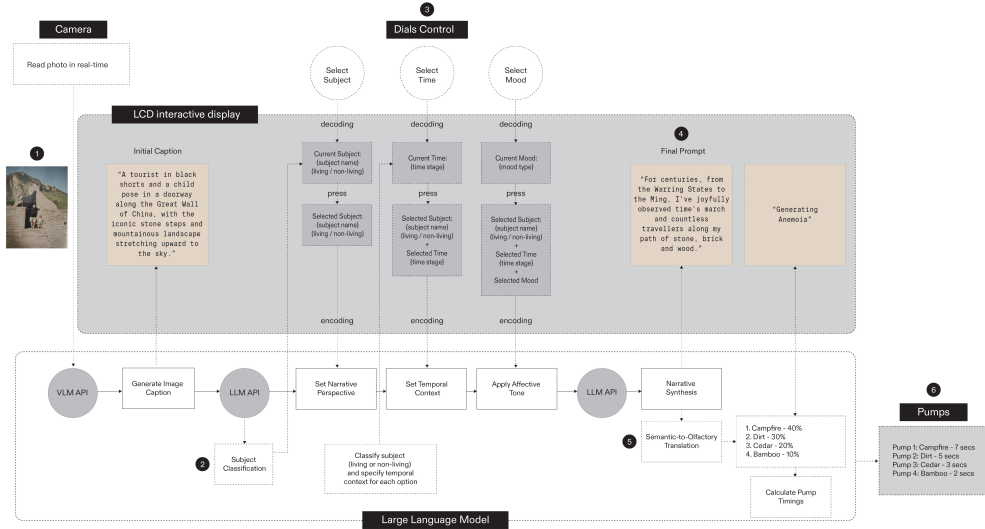 3
Camera
Dials Control
Read photo in real-time
Select
Subject
Select
Time
Select
Mood
LCD interactive display
decoding
decoding
decoding
1
Initial Caption
"A tourist in black
shorts and a child
pose in a doorway
along the Great Wall
of China, with the
iconic stone steps and
mountainous landscape
stretching upward to
the sky."
Current Subject:
{subject name}
(living / non-living)
press
Selected Subject:
{subject name}
(living / non-living)
encoding
Current Time:
{time stage}
press
Selected Subject:
{subject name}
(living / non-living)
+
Selected Time
{time stage}
encoding
Current Mood:
{mood type}
press
Selected Subject:
{subject name}
(living / non-living)
+
Selected Time
{time stage}
+
Selected Mood
encoding
4
Final Prompt
"For centuries, from
the Warring States to
the Ming, I've joyfully
observed time's march
and countless
travellers along my
path of stone, brick
and wood."
"Generating
Anemoia"
VLM API
Generate Image
Caption
LLM API
Set Narrative
Perspective
Set Temporal
Context
Apply Affective
Tone
LLM API
Narrative
Synthesis
2
Subject
Classification
Classify subject
(living or non-living)
and specify temporal
context for each option
5
Semantic-to-Olfactory
Translation
1. Campfire - 40%
2. Dirt - 30%
3. Cedar - 20%
4. Bamboo - 10%
Calculate Pump
Timings
6
Pumps
Pump 1: Campfire - 7 secs
Pump 2: Dirt - 5 secs
Pump 3: Cedar - 3 secs
Pump 4: Bamboo - 2 secs
Large Language Model